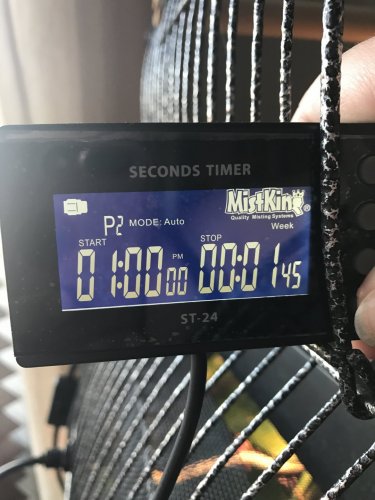 SECONDS TIMER
MistKing®
Quality Misting Systems
P2 MODE: Auto Week
START PM STOP
01:00 00 00:01 45
ST-24